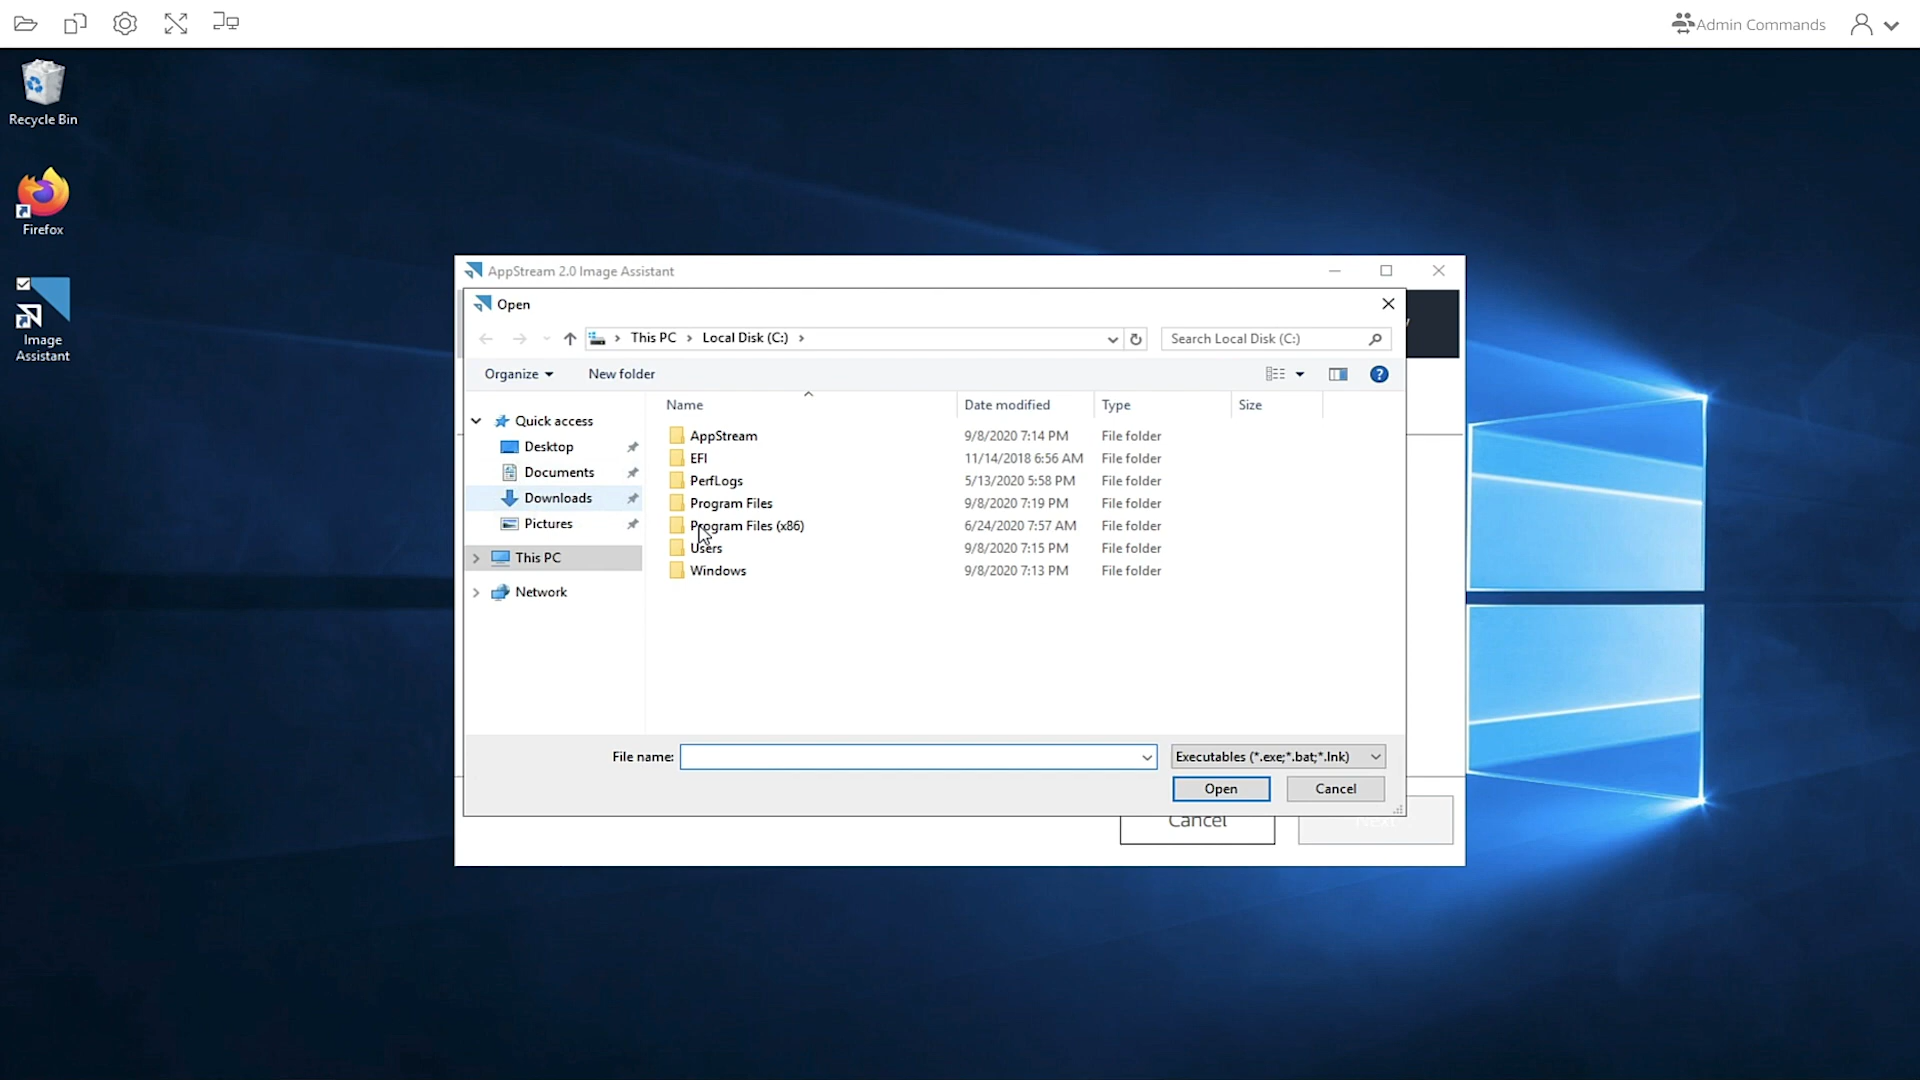 Admin Commands
Recycle Bin
Firefox
Image
Assistant
AppStream 2.0 Image Assistant
Open
This PC > Local Disk (C:) >
Search Local Disk (C:)
Organize
New folder
Name Date modified Type Size
Quick access
Desktop
Documents
Downloads
Pictures
This PC
Network
AppStream 9/8/2020 7:14 PM File folder
EFI 11/14/2018 6:56 AM File folder
PerfLogs 5/13/2020 5:58 PM File folder
Program Files 9/8/2020 7:19 PM File folder
Program Files (x86) 6/24/2020 7:57 AM File folder
Users 9/8/2020 7:15 PM File folder
Windows 9/8/2020 7:13 PM File folder
File name:
Executables (*.exe;*.bat;*.lnk)
Open Cancel
Cancel Next